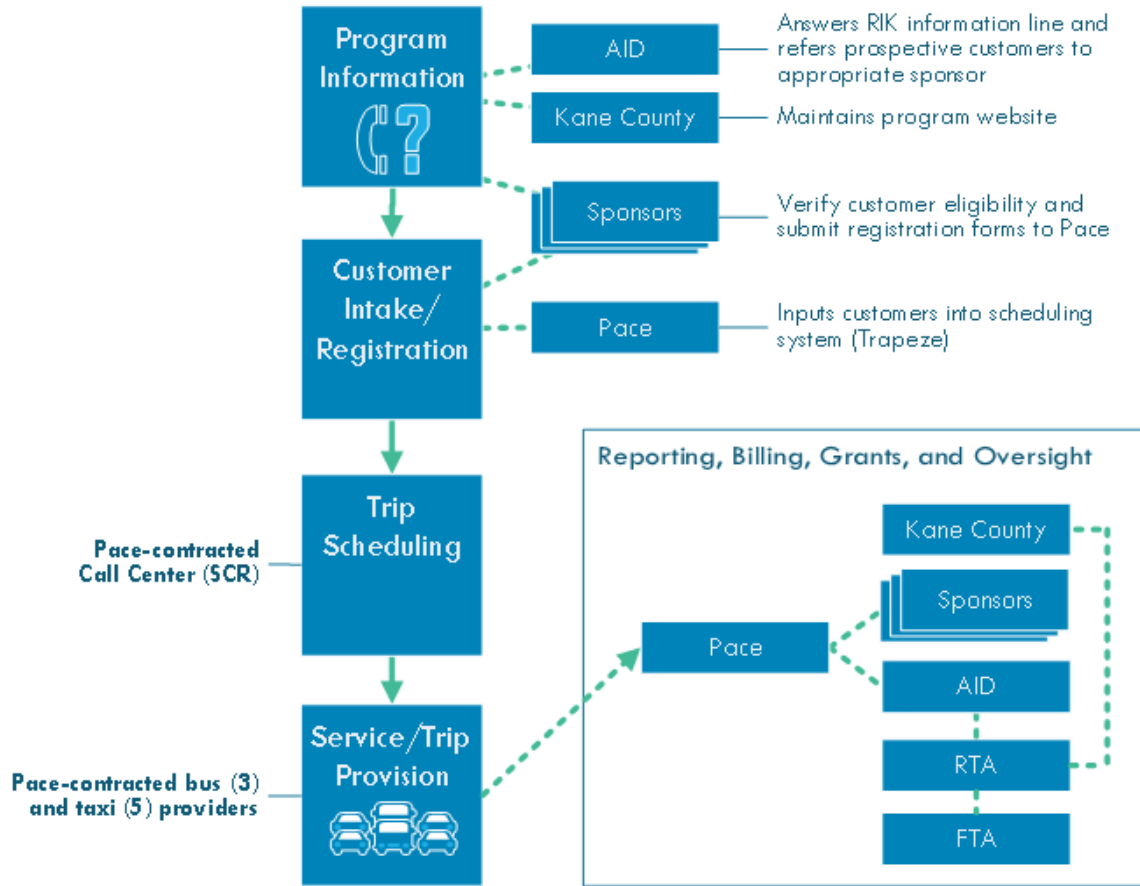 Program
Information
AID
Answers RIK information line and
refers prospective customers to
appropriate sponsor
Kane County
Maintains program website
Sponsors
Verify customer eligibility and
submit registration forms to Pace
Customer
Intake/
Registration
Pace
Inputs customers into scheduling
system (Trapeze)
Trip
Scheduling
Pace-contracted
Call Center (SCR)
Service/Trip
Provision
Pace-contracted bus (3)
and taxi (5) providers
Reporting, Billing, Grants, and Oversight
Kane County
Sponsors
Pace
AID
RTA
FTA